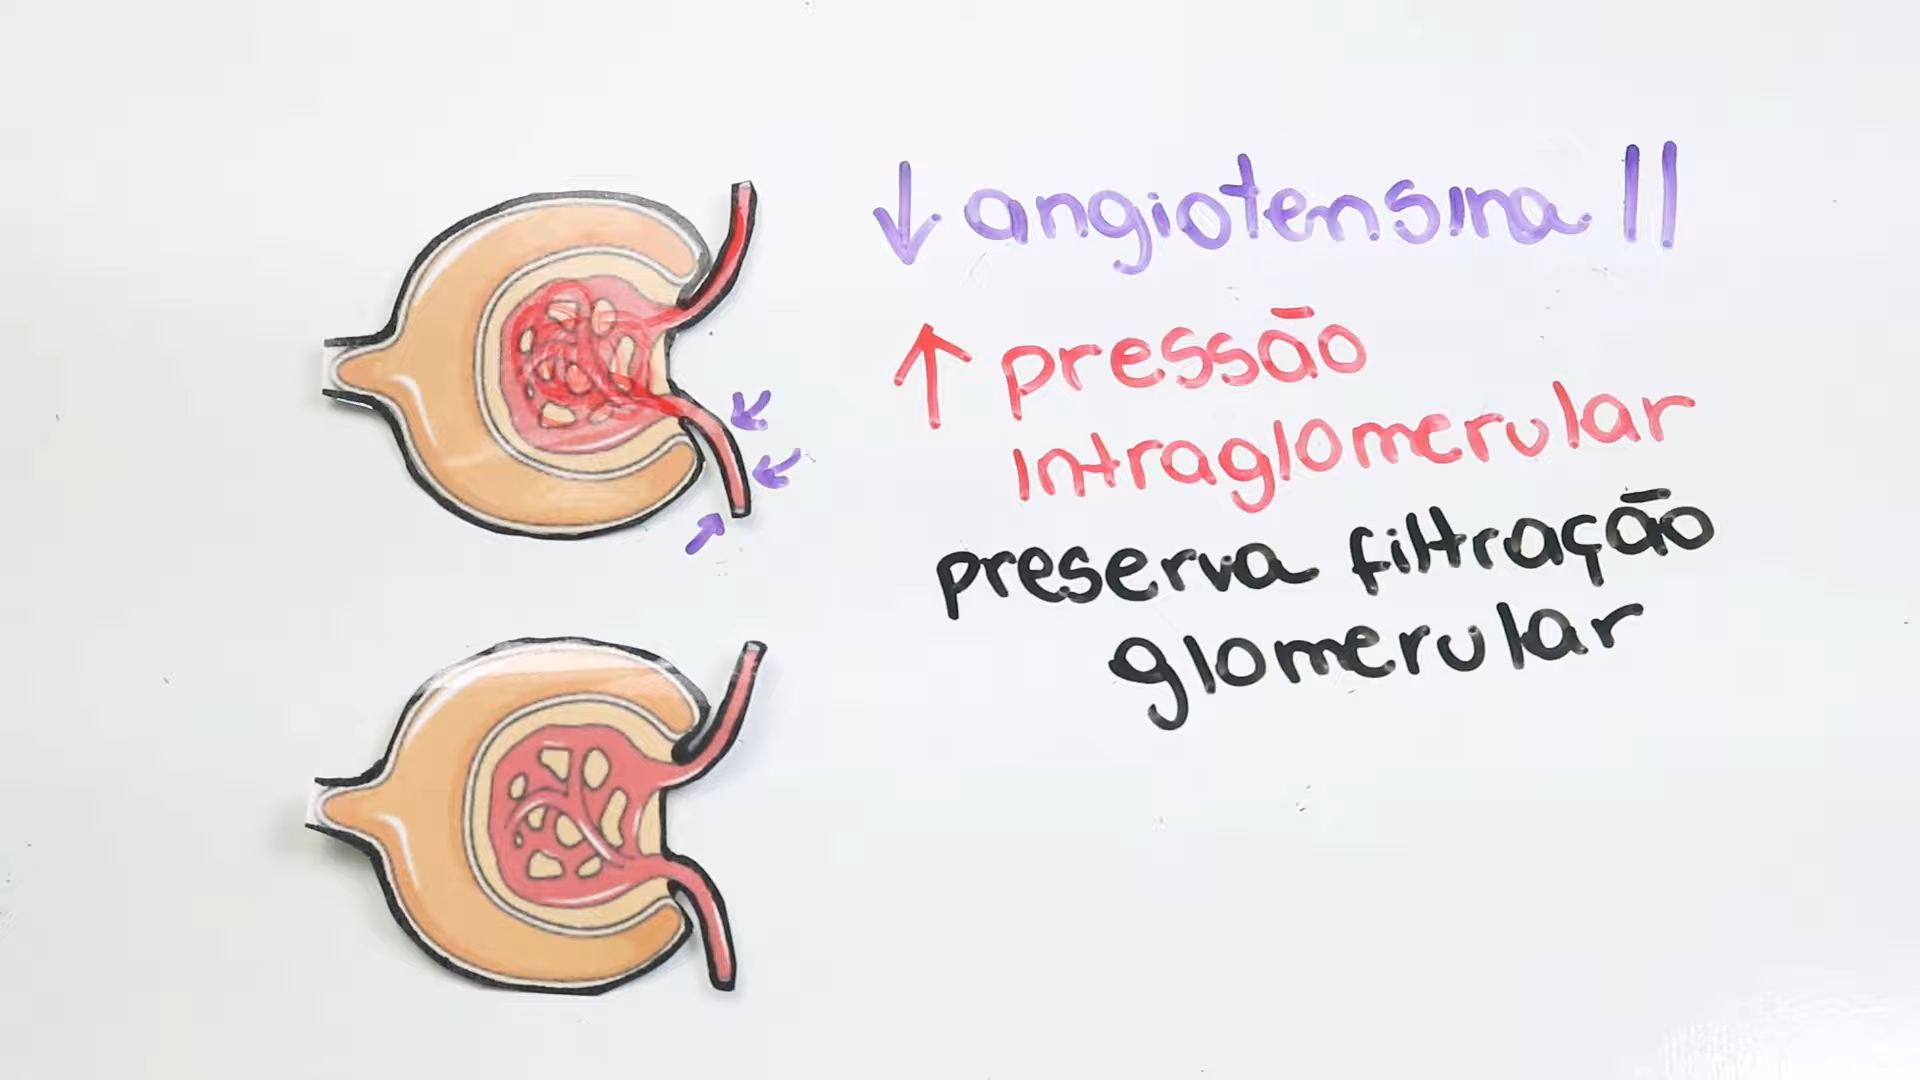 ↓ angiotensina II
↑ pressão
intraglomerular
preserva filtração
glomerular